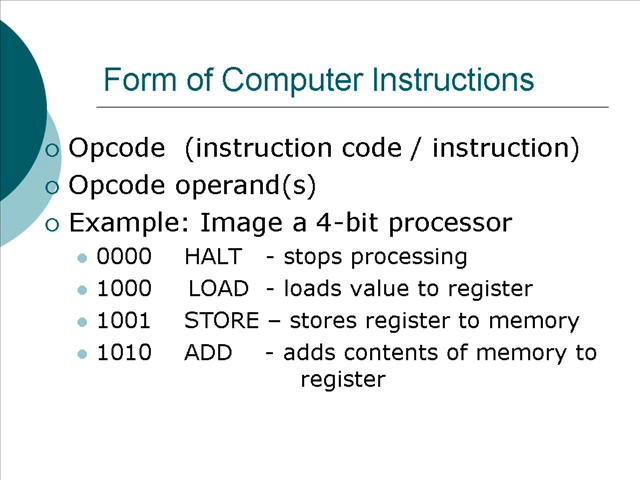 Form of Computer Instructions
Opcode (instruction code / instruction)
Opcode operand(s)
Example: Image a 4-bit processor
0000 HALT - stops processing
1000 LOAD - loads value to register
1001 STORE – stores register to memory
1010 ADD - adds contents of memory to
register